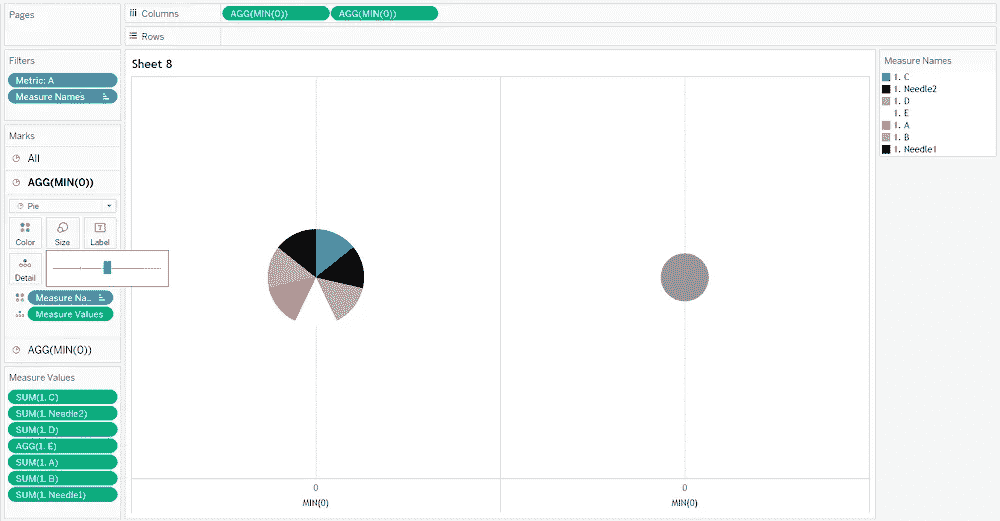 Pages
Columns
AGG(MIN(0))
AGG(MIN(0))
Rows
Filters
Metric: A
Measure Names
Marks
All
AGG(MIN(0))
Pie
Color
Size
Label
Detail
Measure Na..
Measure Values
AGG(MIN(0))
Measure Values
SUM(1. C)
SUM(1. Needle2)
SUM(1. D)
AGG(1. E)
SUM(1. A)
SUM(1. B)
SUM(1. Needle1)
Sheet 8
0
MIN(0)
0
MIN(0)
Measure Names
1. C
1. Needle2
1. D
1. E
1. A
1. B
1. Needle1